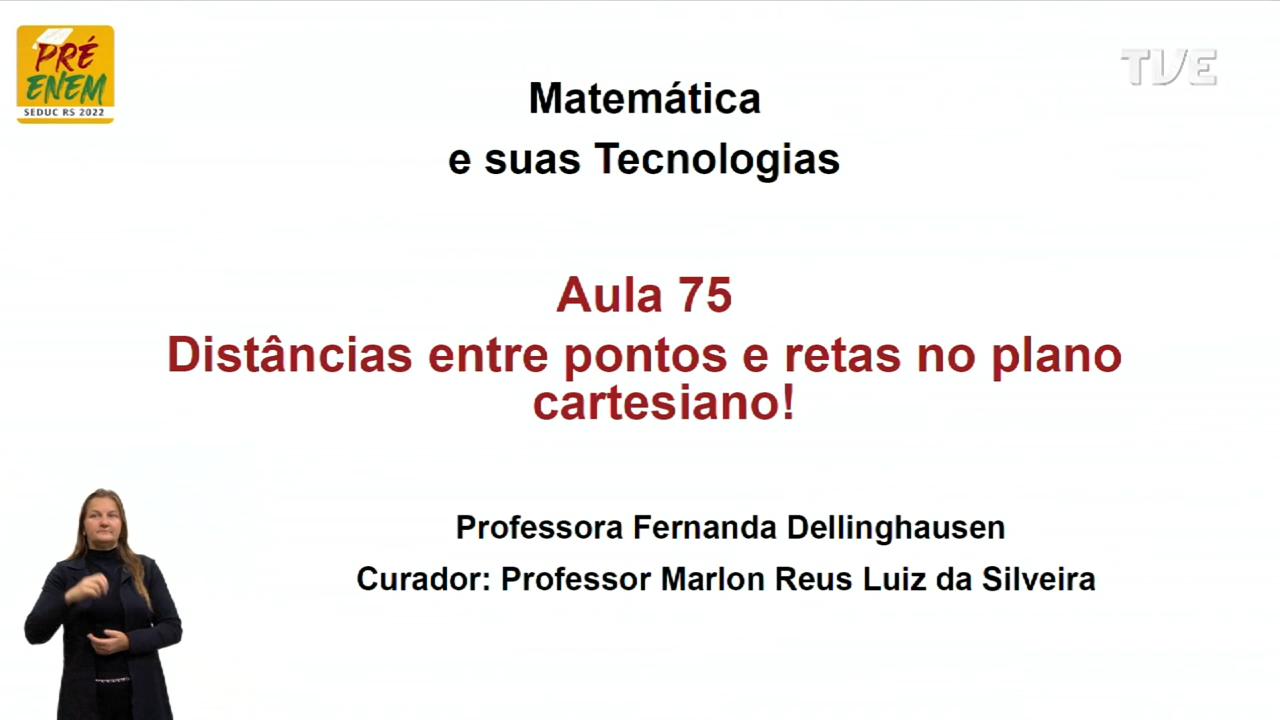 PRÉ
ENEM
SEDUC RS 2022
TVE
Matemática
e suas Tecnologias
Aula 75
Distâncias entre pontos e retas no plano
cartesiano!
Professora Fernanda Dellinghausen
Curador: Professor Marlon Reus Luiz da Silveira